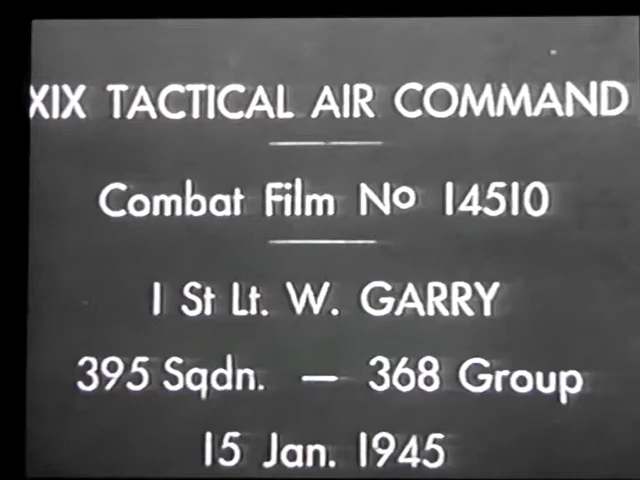 XIX TACTICAL AIR COMMAND
Combat Film No 14510
1 St Lt. W. GARRY
395 Sqdn. — 368 Group
15 Jan. 1945